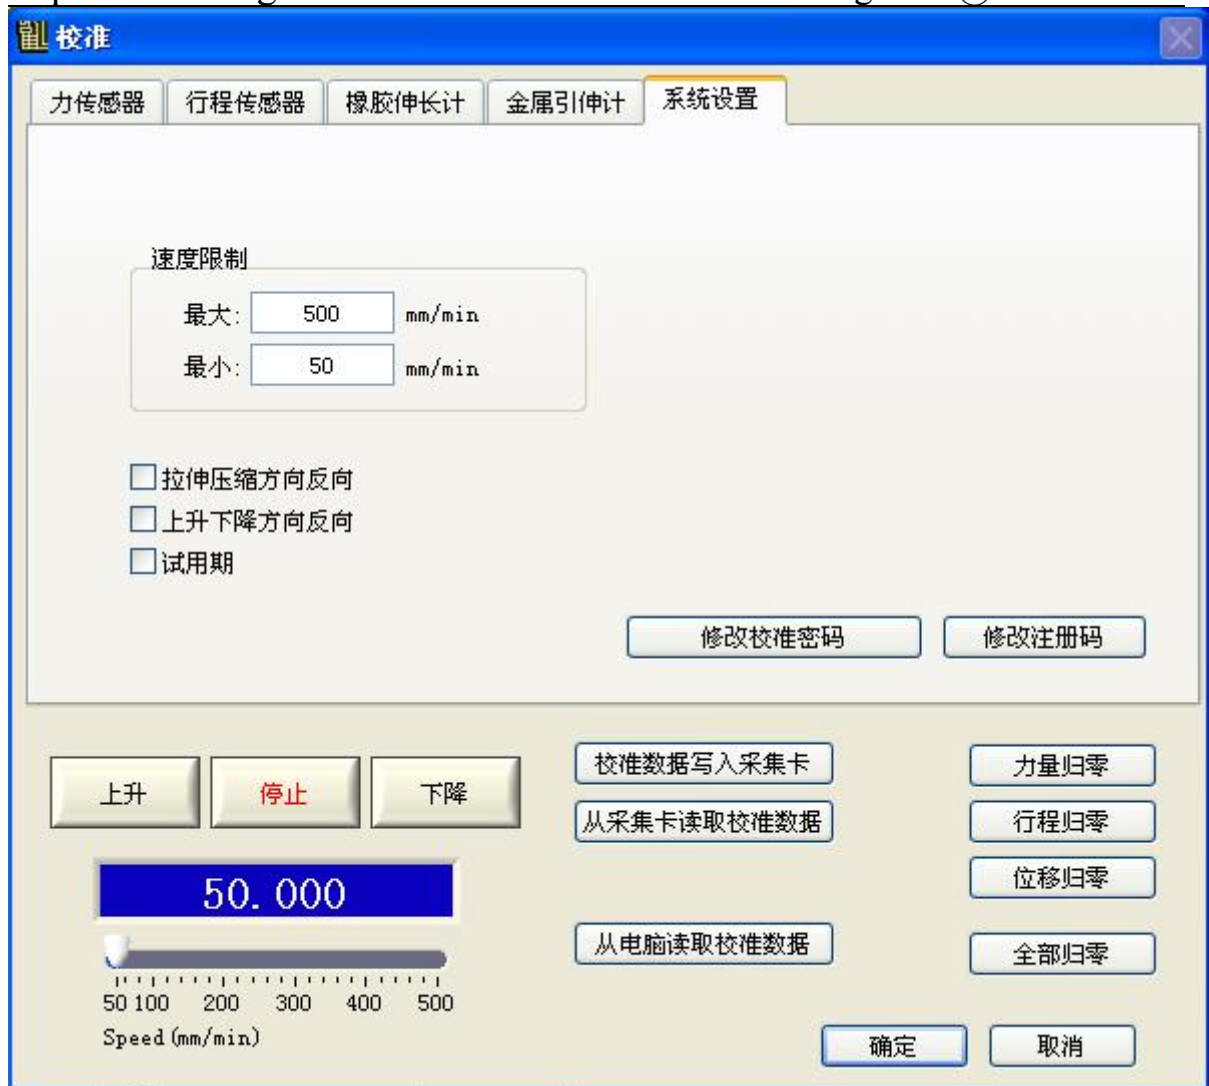 校准
力传感器 行程传感器 橡胶伸长计 金属引伸计 系统设置
速度限制
最大: 500 mm/min
最小: 50 mm/min
拉伸压缩方向反向
上升下降方向反向
试用期
修改校准密码 修改注册码
上升 停止 下降
校准数据写入采集卡 力量归零
从采集卡读取校准数据 行程归零
位移归零
50.000
从电脑读取校准数据 全部归零
50 100 200 300 400 500
Speed (mm/min)
确定 取消